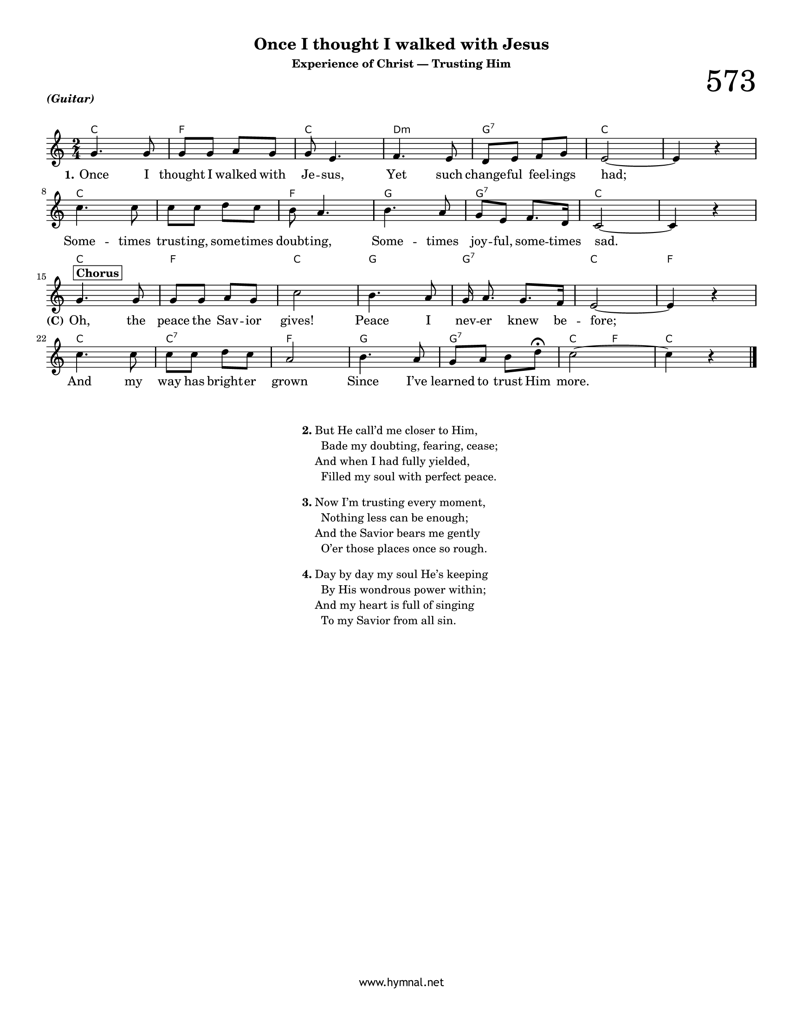 Once I thought I walked with Jesus
Experience of Christ — Trusting Him
573
(Guitar)
C F C Dm G7 C
2 4
1. Once I thought I walked with Je-sus, Yet such changeful feel-ings had;
8 C F G G7 C
Some - times trusting, sometimes doubting, Some - times joy-ful, some-times sad.
C F C G G7 C F
15 Chorus
(C) Oh, the peace the Sav-ior gives! Peace I nev-er knew be - fore;
22 C C7 F G G7 C F C
And my way has brighter grown Since I've learned to trust Him more.
2. But He call'd me closer to Him,
Bade my doubting, fearing, cease;
And when I had fully yielded,
Filled my soul with perfect peace.
3. Now I'm trusting every moment,
Nothing less can be enough;
And the Savior bears me gently
O'er those places once so rough.
4. Day by day my soul He's keeping
By His wondrous power within;
And my heart is full of singing
To my Savior from all sin.
www.hymnal.net